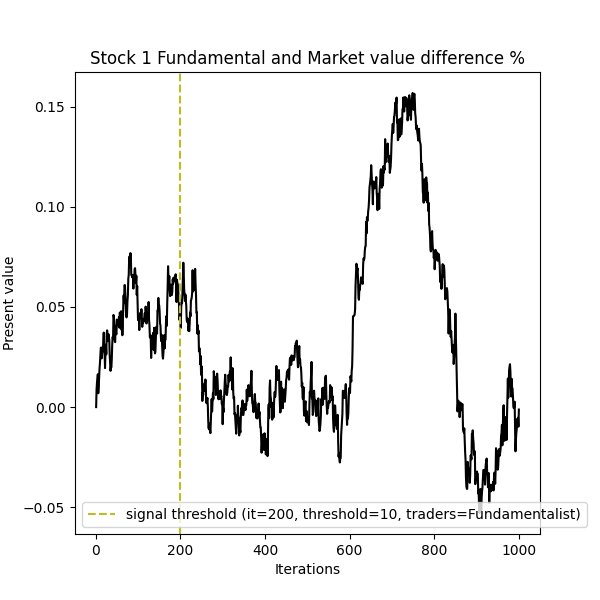 Stock 1 Fundamental and Market value difference %
0.15
0.10
0.05
0.00
−0.05
Present value
signal threshold (it=200, threshold=10, traders=Fundamentalist)
0 200 400 600 800 1000
Iterations